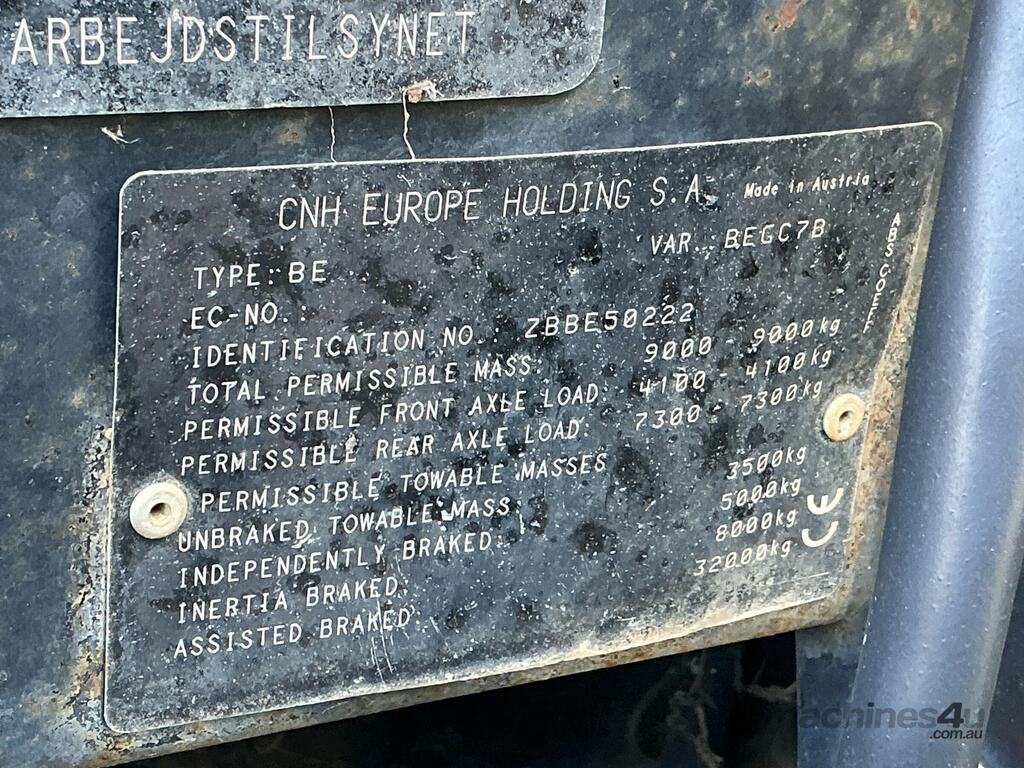 ARBEJDSTILSYNET
CNH EUROPE HOLDING S.A. Made in Austria
TYPE: BE VAR.: BEGC7B
EC-NO.:
IDENTIFICATION NO.: ZBBE50222
TOTAL PERMISSIBLE MASS: 9000 - 9000kg
PERMISSIBLE FRONT AXLE LOAD: 4100 - 4100kg
PERMISSIBLE REAR AXLE LOAD: 7300 - 7300kg
PERMISSIBLE TOWABLE MASSES
UNBRAKED TOWABLE MASS: 3500kg
INDEPENDENTLY BRAKED: 5000kg
INERTIA BRAKED: 8000kg
ASSISTED BRAKED: 32000kg
CE
machines4u
.com.au